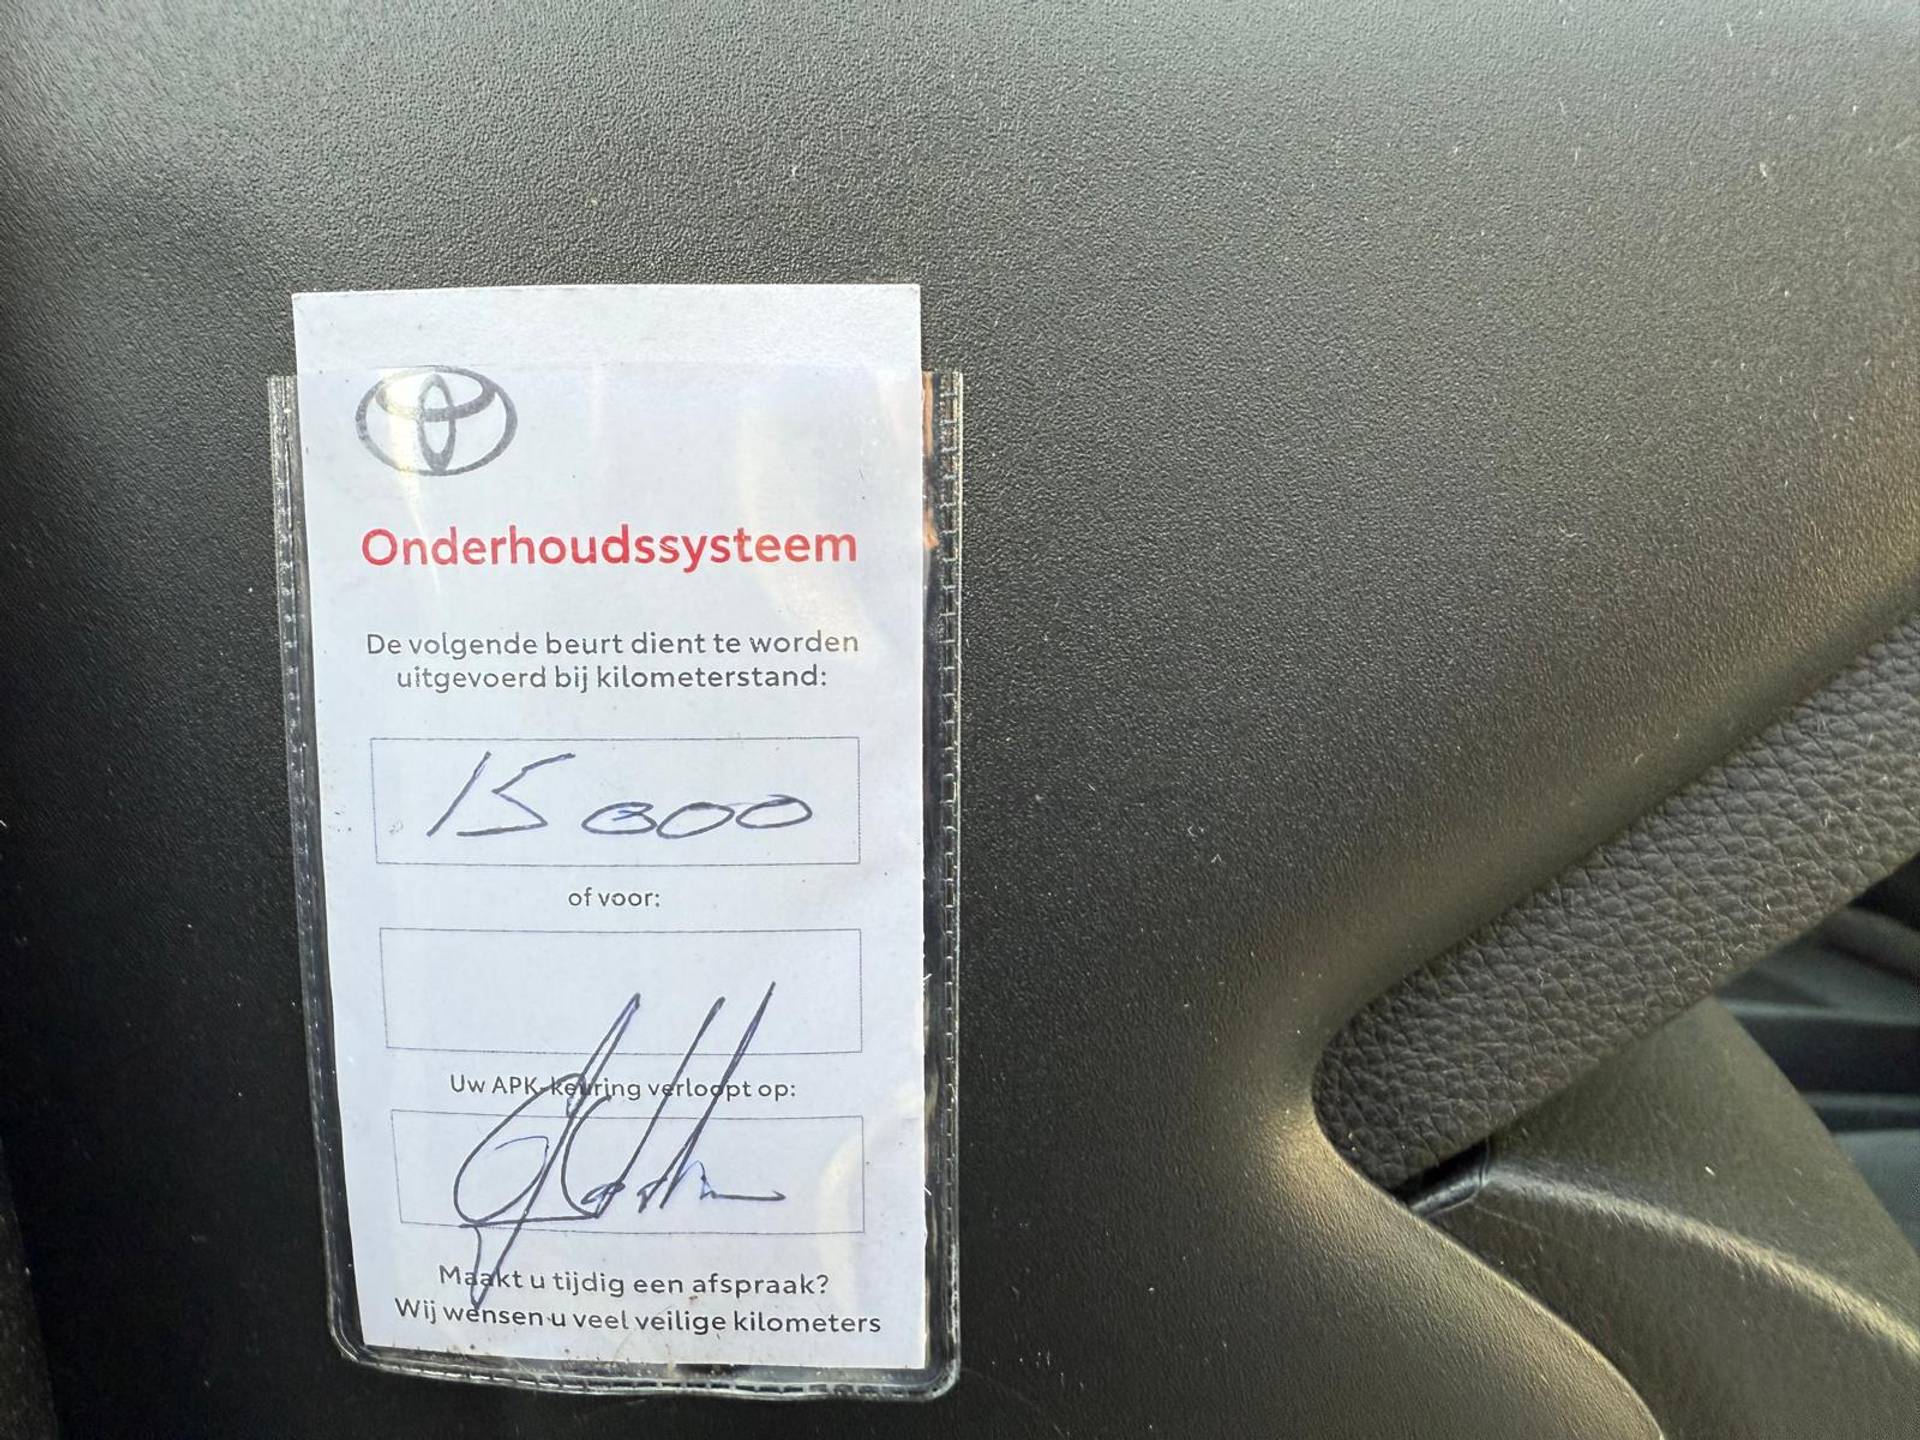 Onderhoudssysteem
De volgende beurt dient te worden
uitgevoerd bij kilometerstand:
15000
of voor:
Uw APK-keuring verloopt op:
Maakt u tijdig een afspraak?
Wij wensen u veel veilige kilometers